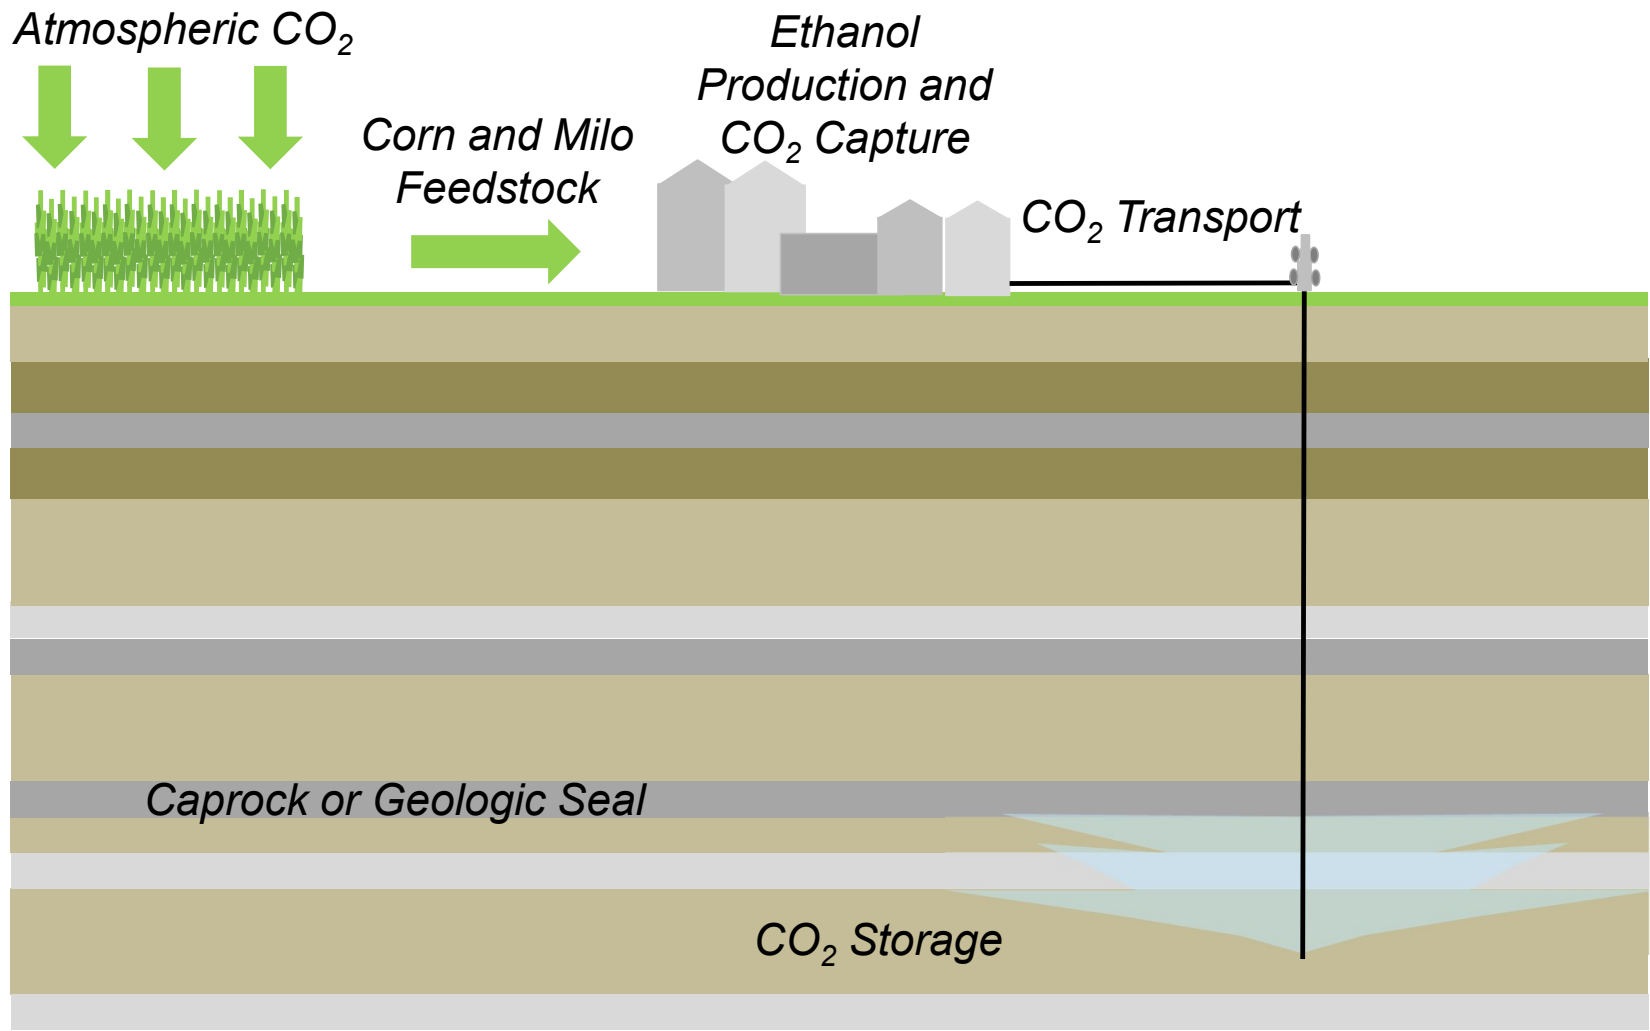 Atmospheric CO₂
Ethanol
Production and
CO₂ Capture
Corn and Milo
Feedstock
CO₂ Transport
Caprock or Geologic Seal
CO₂ Storage